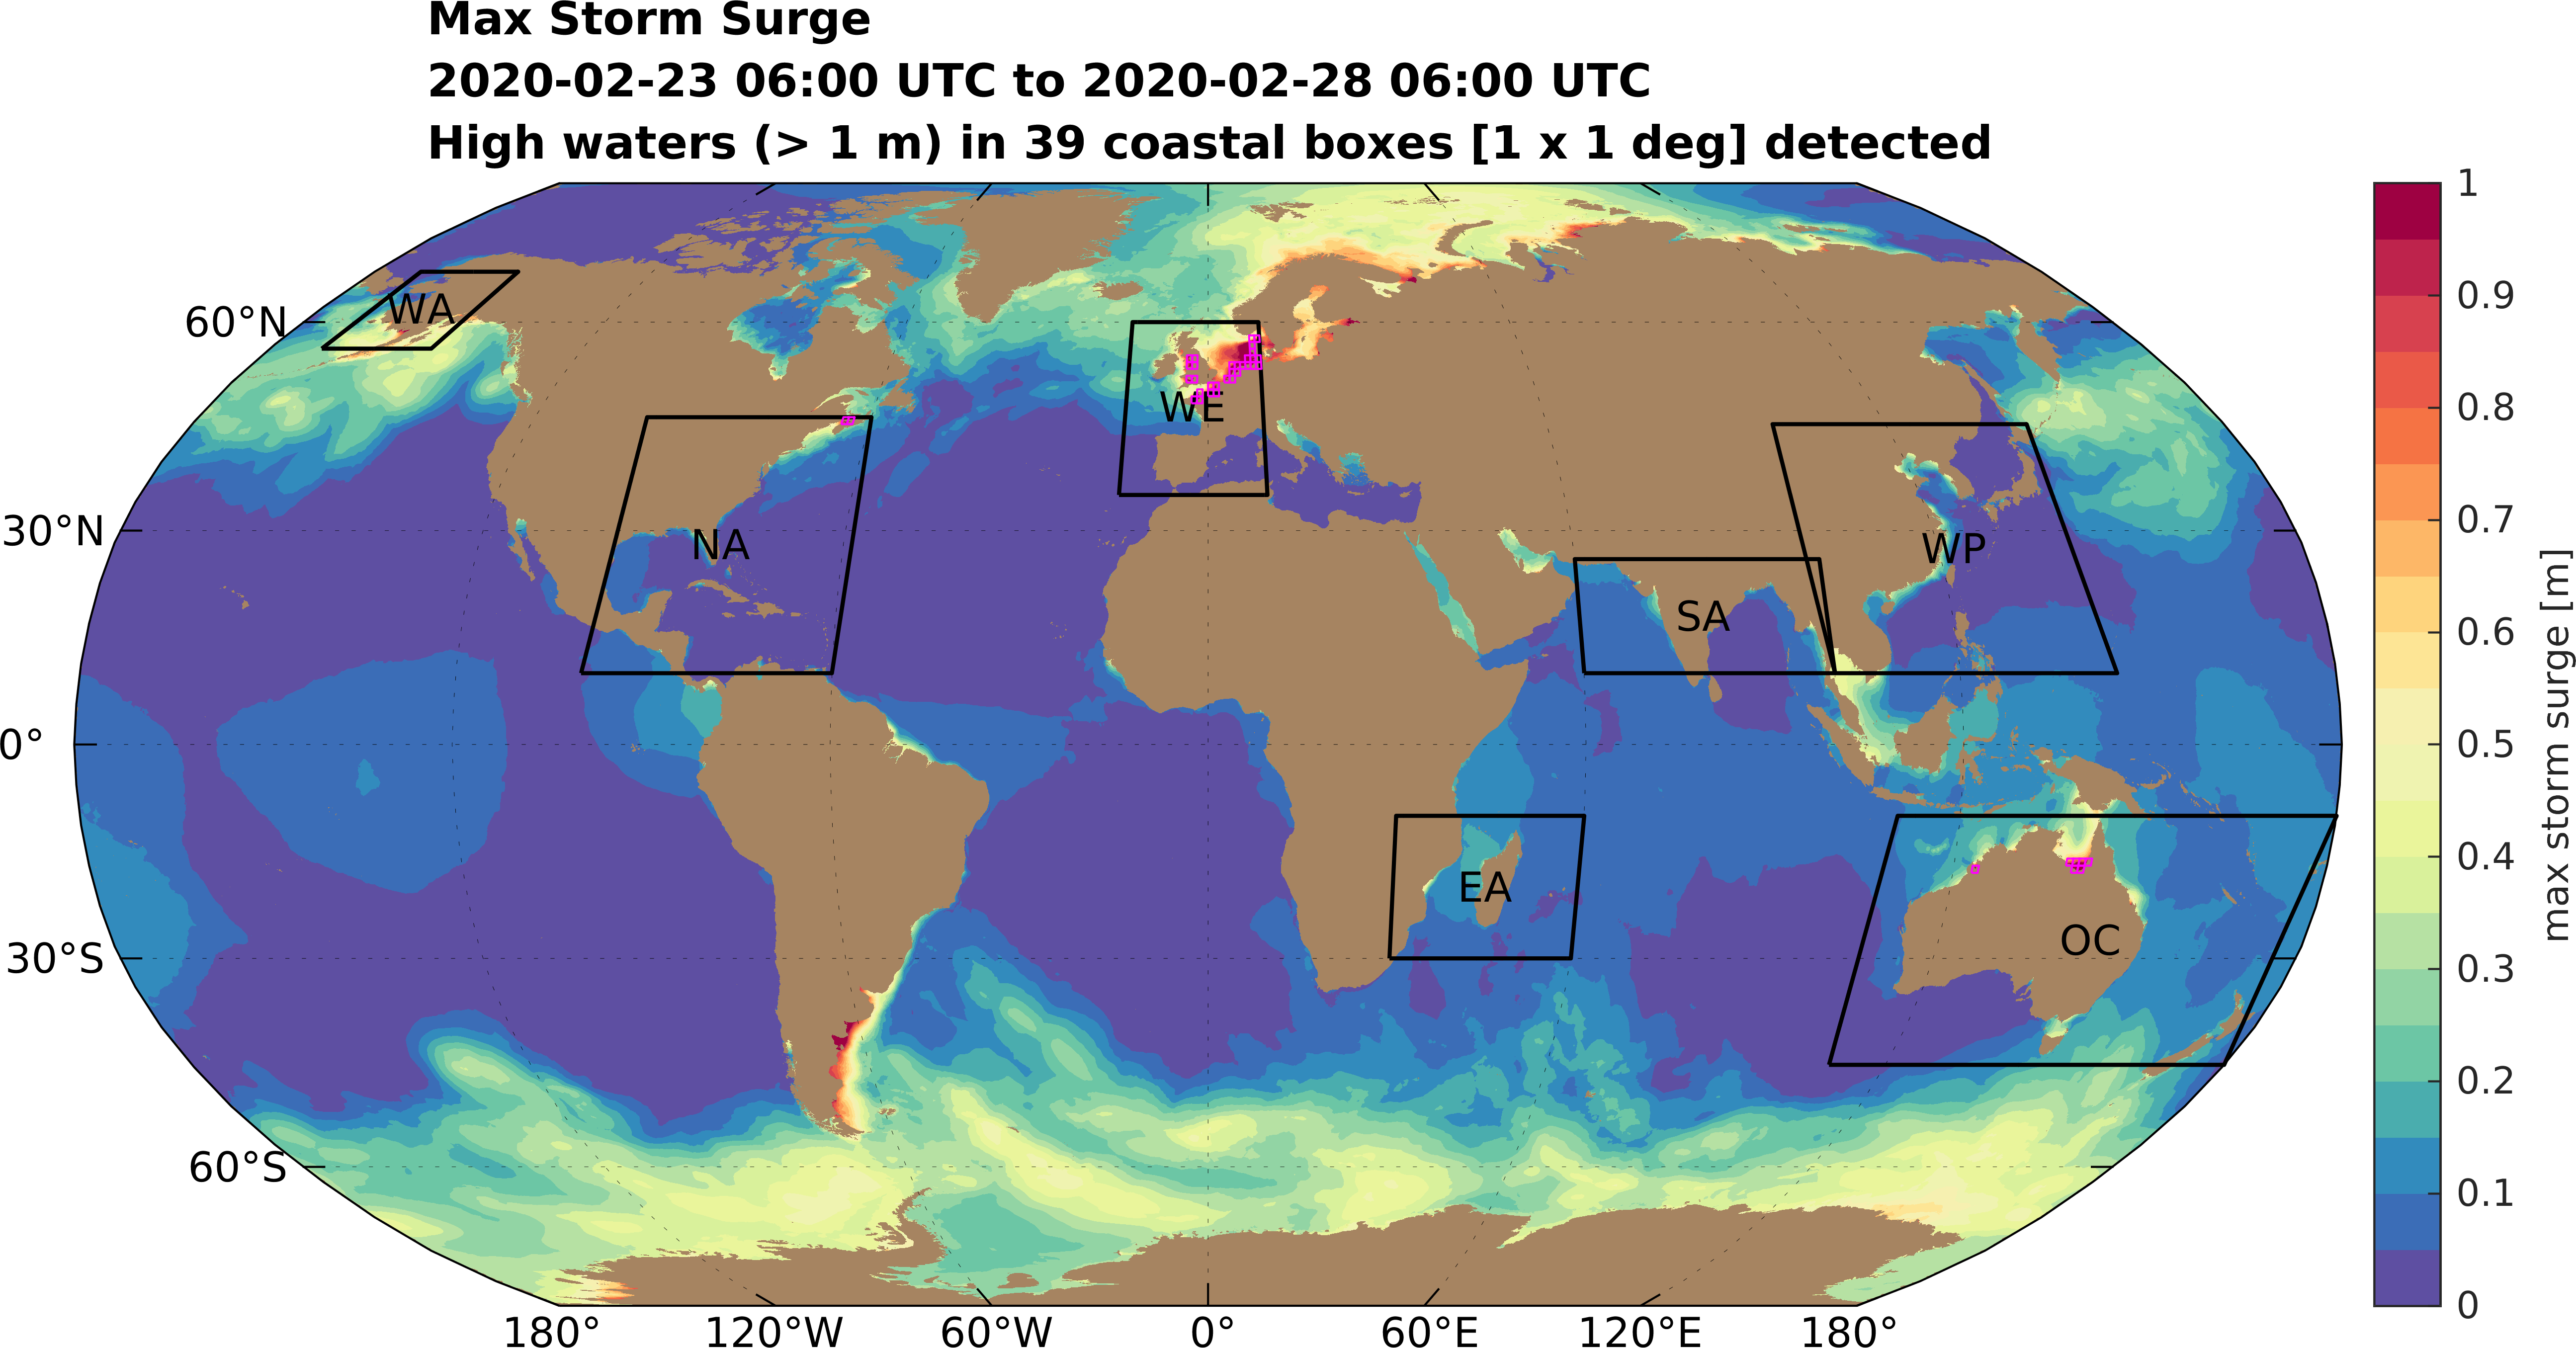 Max Storm Surge
2020-02-23 06:00 UTC to 2020-02-28 06:00 UTC
High waters (> 1 m) in 39 coastal boxes [1 x 1 deg] detected
60°N
30°N
0°
30°S
60°S
WA
NA
WE
SA
WP
EA
OC
180°
120°W
60°W
0°
60°E
120°E
180°
1
0.9
0.8
0.7
0.6
0.5
0.4
0.3
0.2
0.1
0
max storm surge [m]